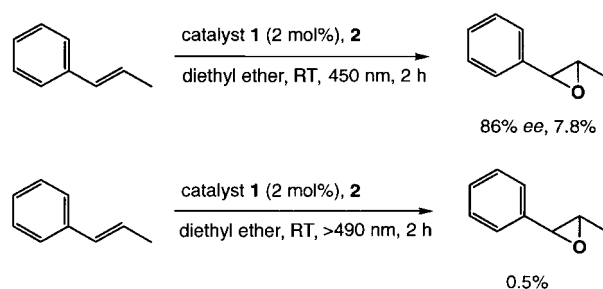 catalyst 1 (2 mol%), 2
diethyl ether, RT, 450 nm, 2 h
O
86% ee, 7.8%
catalyst 1 (2 mol%), 2
diethyl ether, RT, >490 nm, 2 h
O
0.5%